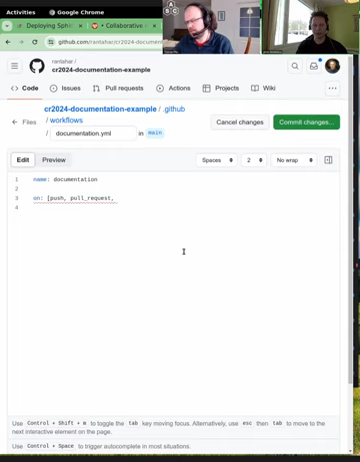 Activities
Google Chrome
Deploying Sph
Collaborative
github.com/rantahar/cr2024-documen
rantahar /
cr2024-documentation-example
Code
Issues
Pull requests
Actions
Projects
Wiki
Files
cr2024-documentation-example / .github
/ workflows
/ documentation.yml in main
Cancel changes
Commit changes...
Edit
Preview
Spaces
2
No wrap
1 name: documentation
2
3 on: [push, pull_request,
4
Use Control + Shift + m to toggle the tab key moving focus. Alternatively, use esc then tab to move to the
next interactive element on the page.
Use Control + Space to trigger autocomplete in most situations.